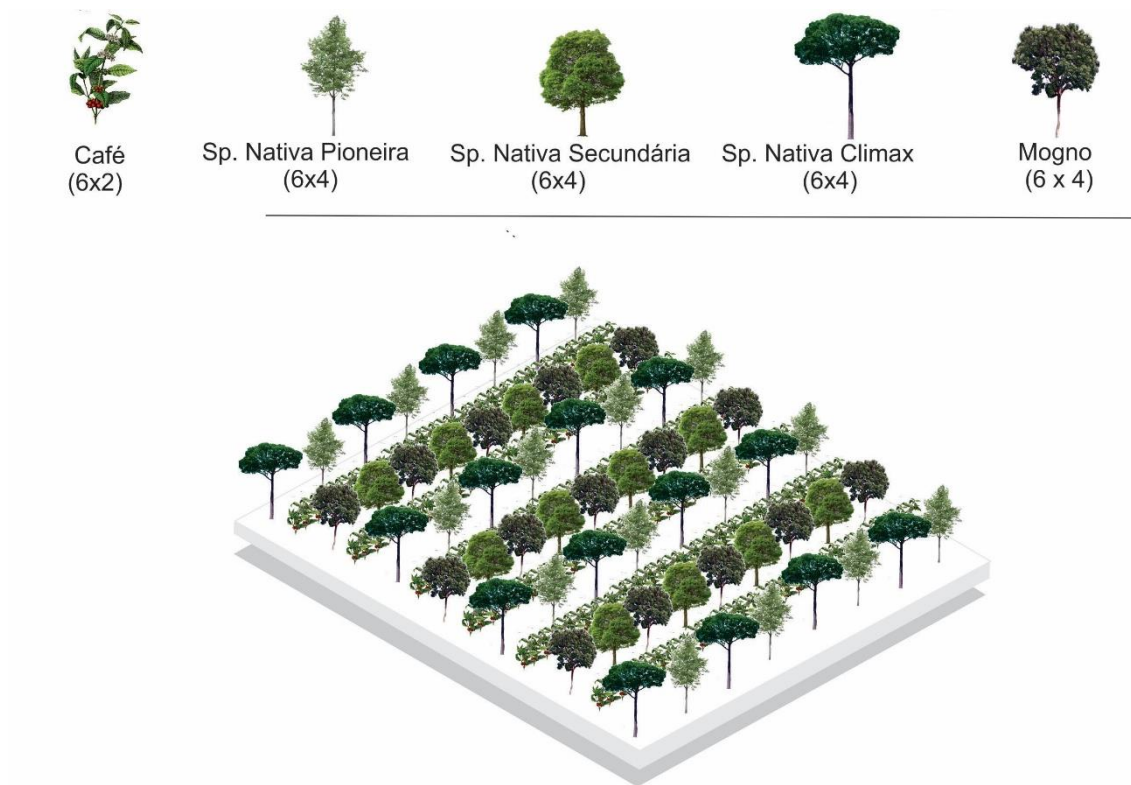 Café
(6x2)
Sp. Nativa Pioneira
(6x4)
Sp. Nativa Secundária
(6x4)
Sp. Nativa Climax
(6x4)
Mogno
(6 x 4)